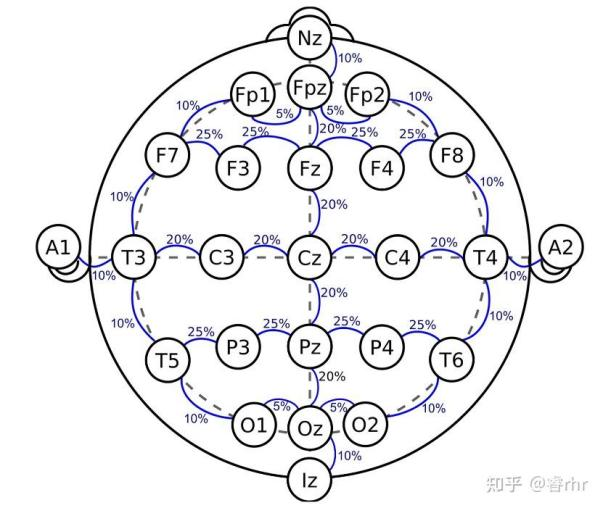 Nz
10%
Fp1 Fpz Fp2
10% 5% 5% 10%
20%
25% 25% 25% 25%
F7 F3 Fz F4 F8
10% 20% 10%
A1 T3 20% C3 20% Cz 20% C4 20% T4 A2
10% 10%
10% 20% 10%
25% 25% 25% 25%
T5 P3 Pz P4 T6
20%
10% 5% 5% 10%
O1 Oz O2
10%
Iz
知乎 @睿rhr